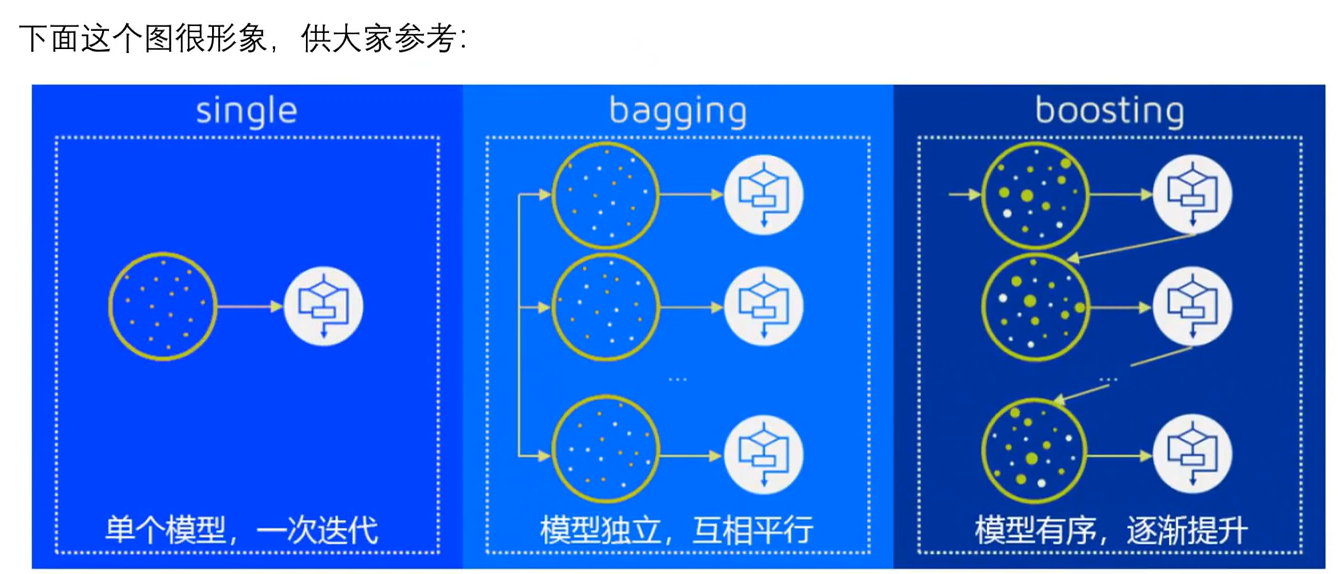 下面这个图很形象，供大家参考：
single
bagging
boosting
...
...
单个模型，一次迭代
模型独立，互相平行
模型有序，逐渐提升